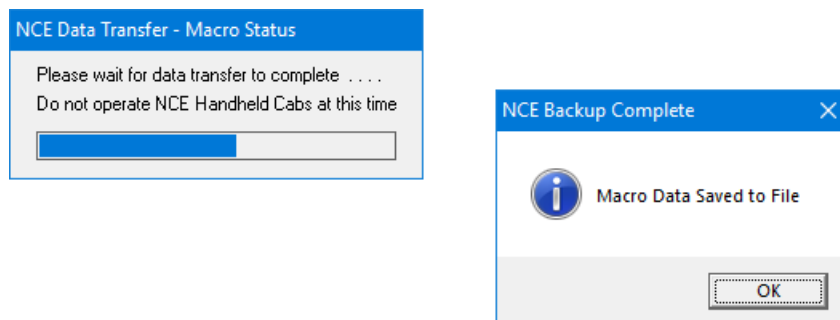 NCE Data Transfer - Macro Status
Please wait for data transfer to complete . . . .
Do not operate NCE Handheld Cabs at this time
NCE Backup Complete
Macro Data Saved to File
OK